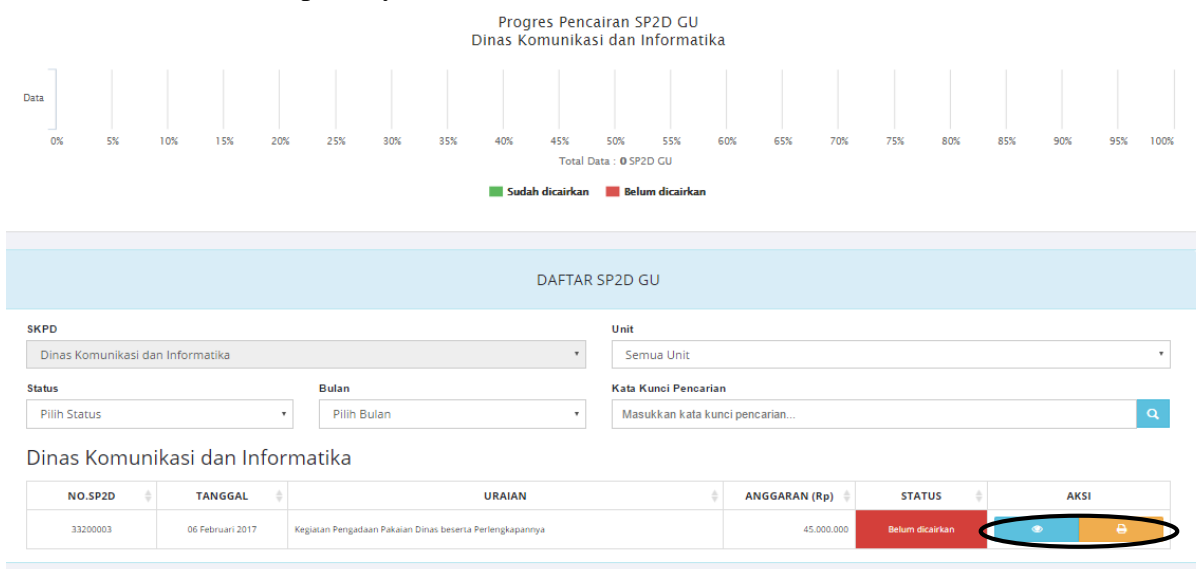 Progres Pencairan SP2D GU
Dinas Komunikasi dan Informatika
Data
0% 5% 10% 15% 20% 25% 30% 35% 40% 45% 50% 55% 60% 65% 70% 75% 80% 85% 90% 95% 100%
Total Data : 0 SP2D GU
Sudah dicairkan Belum dicairkan
DAFTAR SP2D GU
SKPD Unit
Dinas Komunikasi dan Informatika Semua Unit
Status Bulan Kata Kunci Pencarian
Pilih Status Pilih Bulan Masukkan kata kunci pencarian...
Dinas Komunikasi dan Informatika
NO.SP2D TANGGAL URAIAN ANGGARAN (Rp) STATUS AKSI
33200003 06 Februari 2017 Kegiatan Pengadaan Pakaian Dinas beserta Perlengkapannya 45.000.000 Belum dicairkan